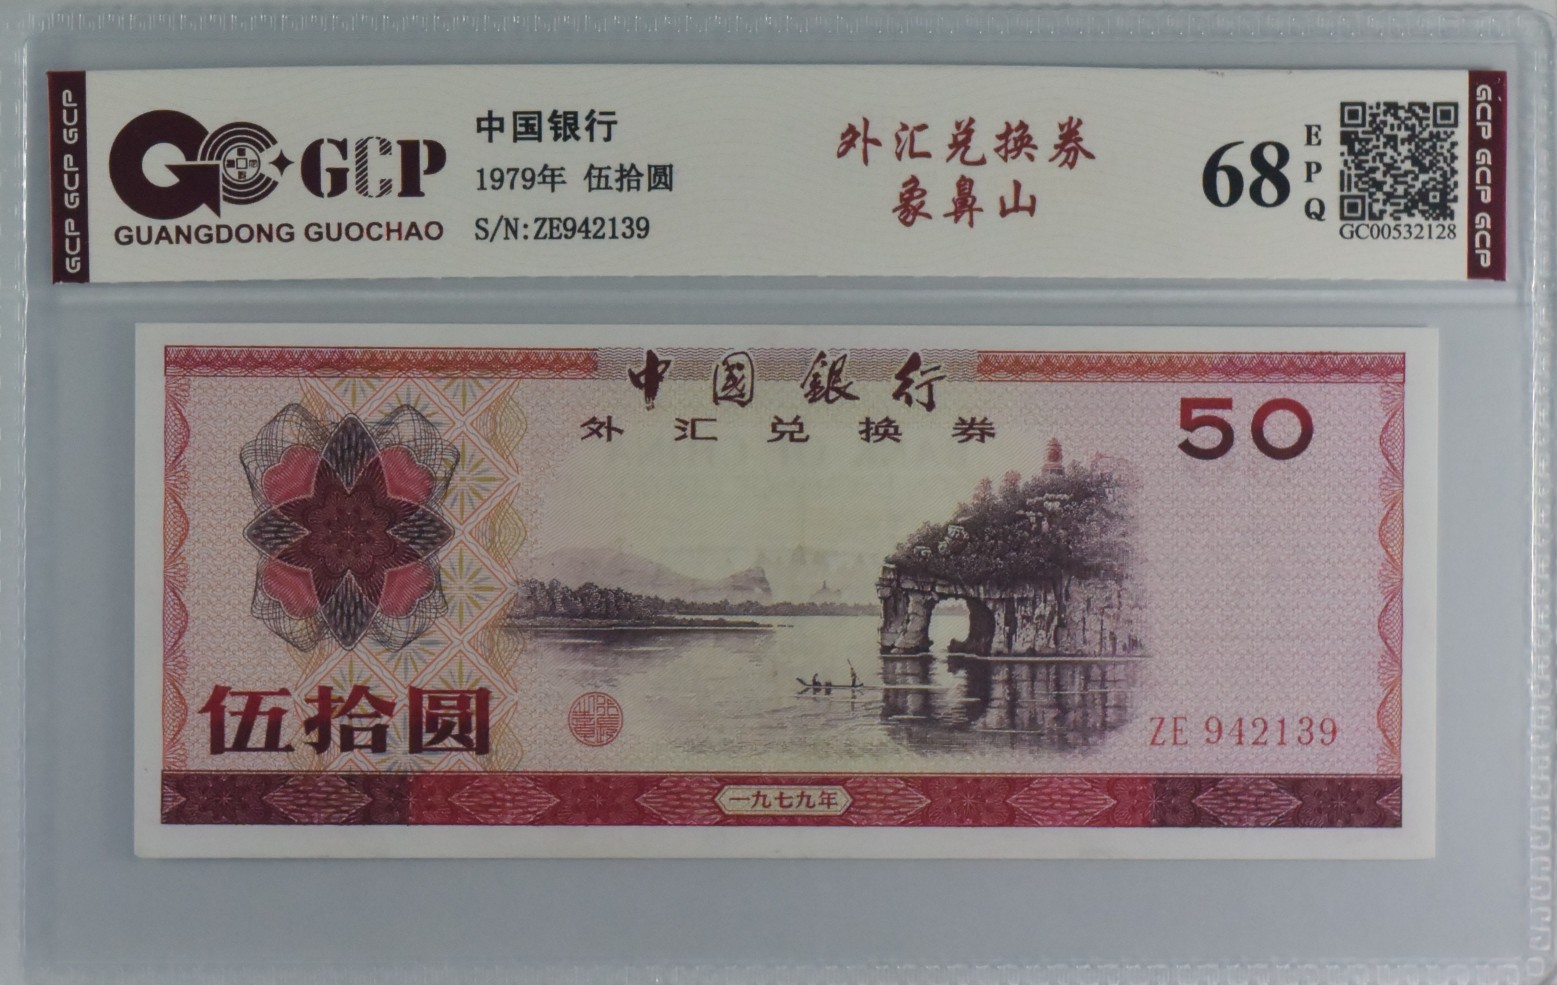 GCP GCP GCP
GCP
GUANGDONG GUOCHAO
中国银行
1979年 伍拾圆
S/N:ZE942139
外汇兑换券
象鼻山
68
EPQ
GC00532128
GCP GCP GCP
中國銀行
外汇兑换券
50
伍拾圆
ZE 942139
一九七九年